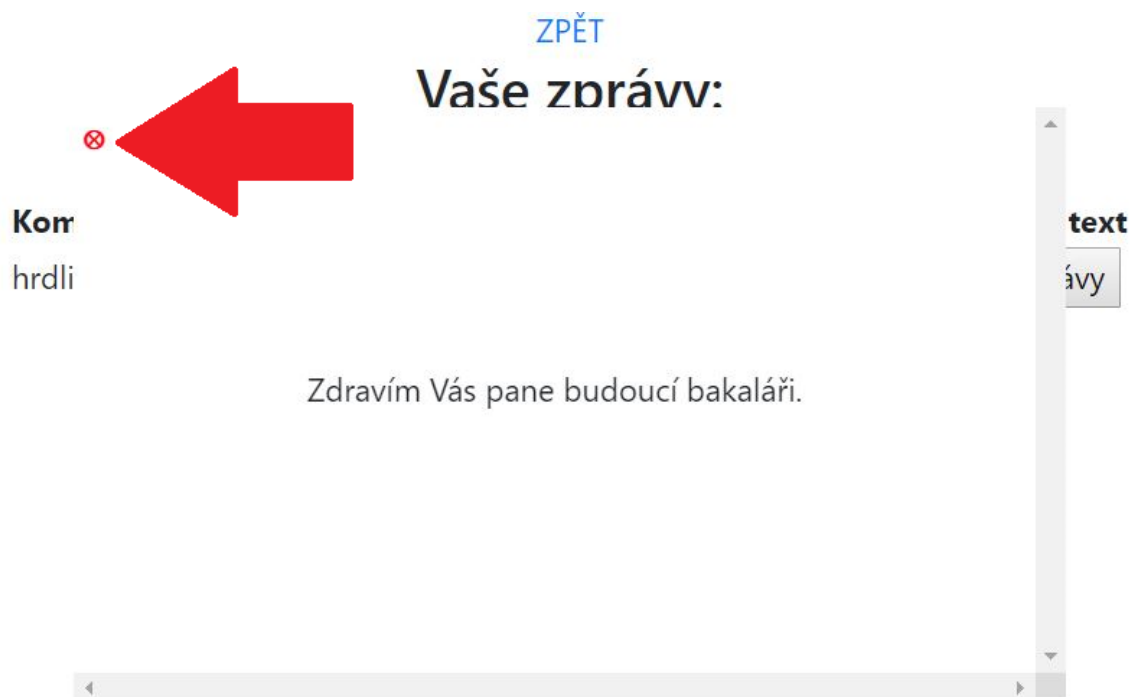 ZPĚT
Vaše zprávy:
Kom text
hrdli ávy
Zdravím Vás pane budoucí bakaláři.